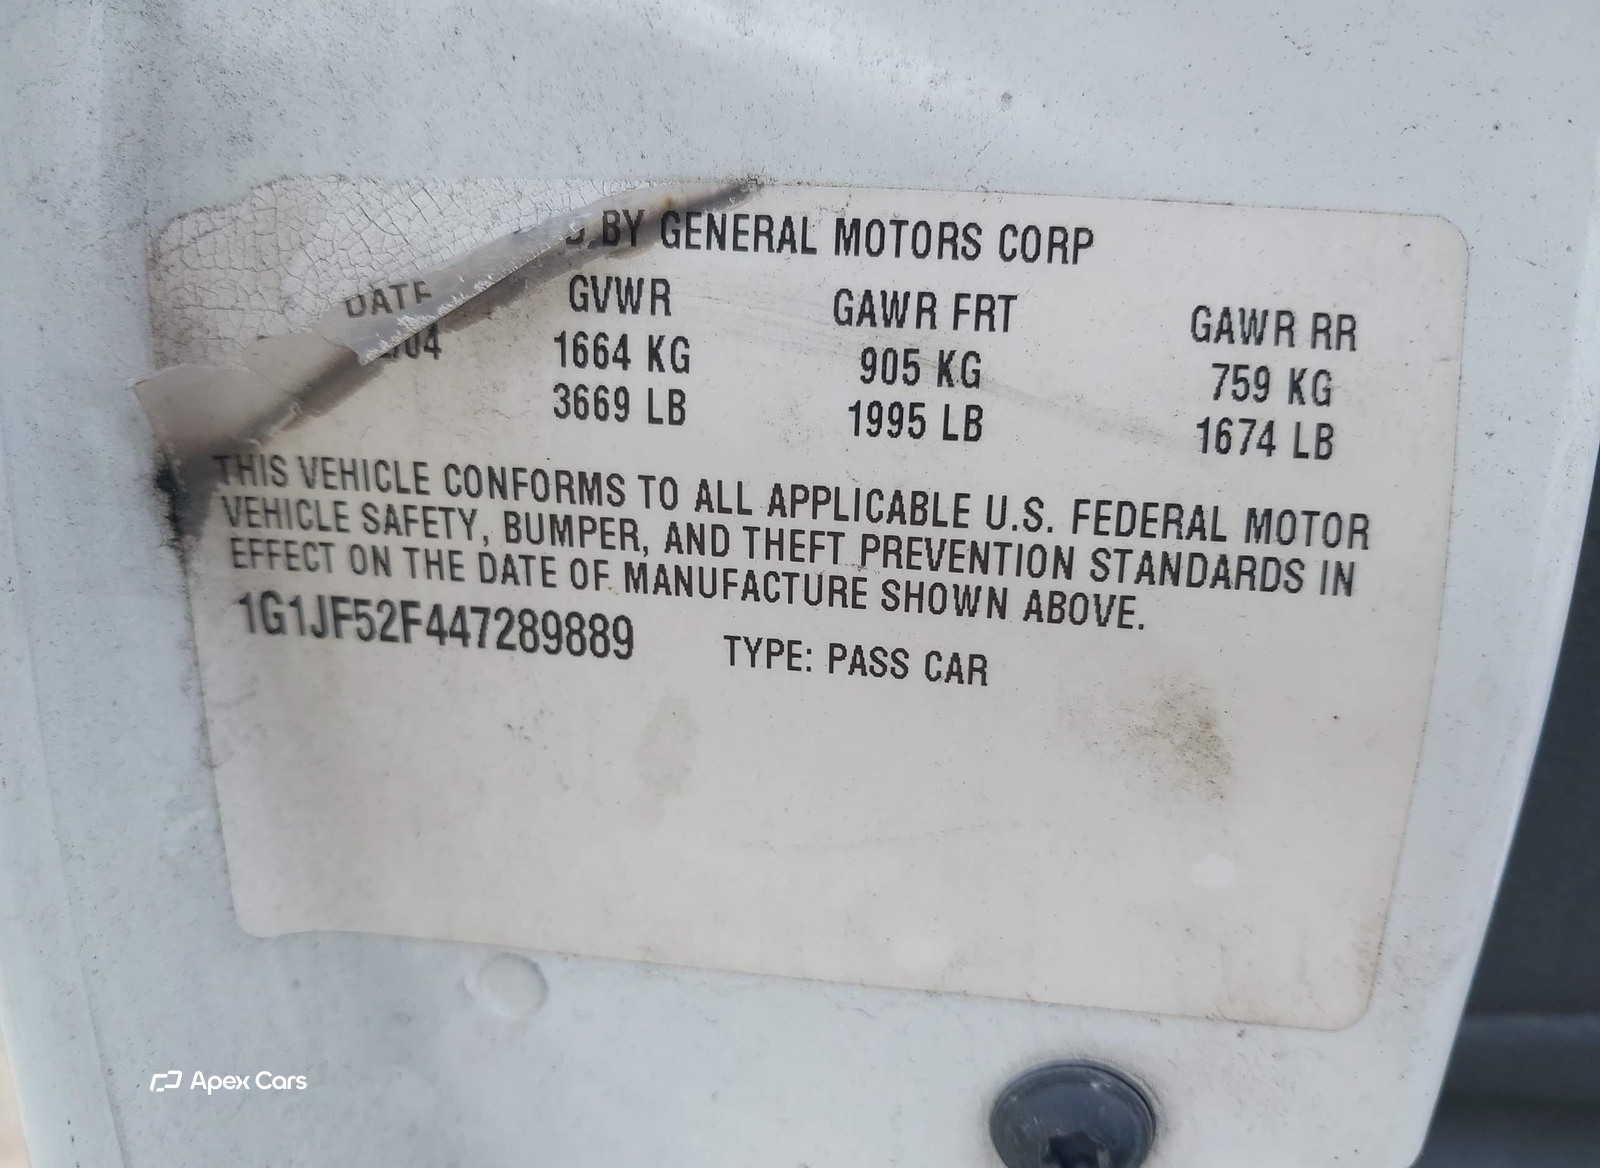 BY GENERAL MOTORS CORP
DATE GVWR GAWR FRT GAWR RR
/04 1664 KG 905 KG 759 KG
3669 LB 1995 LB 1674 LB
THIS VEHICLE CONFORMS TO ALL APPLICABLE U.S. FEDERAL MOTOR
VEHICLE SAFETY, BUMPER, AND THEFT PREVENTION STANDARDS IN
EFFECT ON THE DATE OF MANUFACTURE SHOWN ABOVE.
1G1JF52F447289889 TYPE: PASS CAR
Apex Cars